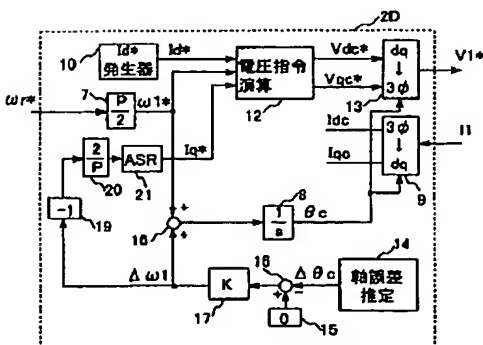 2D
10
Id*
発生器
Id*
電圧指令
演算
12
Vdc*
Vqc*
dq
↓
3φ
13
V1*
ωr*
7
P
2
ω1*
2
P
20
ASR
21
Iq*
Idc
Iqc
3φ
↓
dq
9
I1
-1
19
+
+
16
8
1
s
θc
Δω1
K
17
16
+
-
Δθc
14
軸誤差
推定
0
15